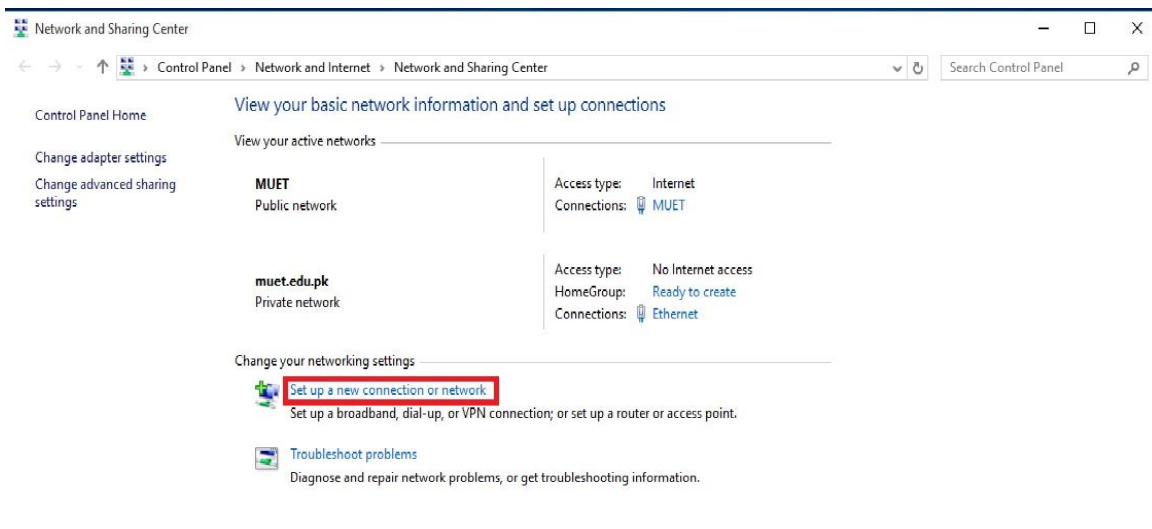 Network and Sharing Center
Control Panel > Network and Internet > Network and Sharing Center
Search Control Panel
Control Panel Home
Change adapter settings
Change advanced sharing
settings
View your basic network information and set up connections
View your active networks
MUET
Public network
Access type: Internet
Connections: MUET
muet.edu.pk
Private network
Access type: No Internet access
HomeGroup: Ready to create
Connections: Ethernet
Change your networking settings
Set up a new connection or network
Set up a broadband, dial-up, or VPN connection; or set up a router or access point.
Troubleshoot problems
Diagnose and repair network problems, or get troubleshooting information.